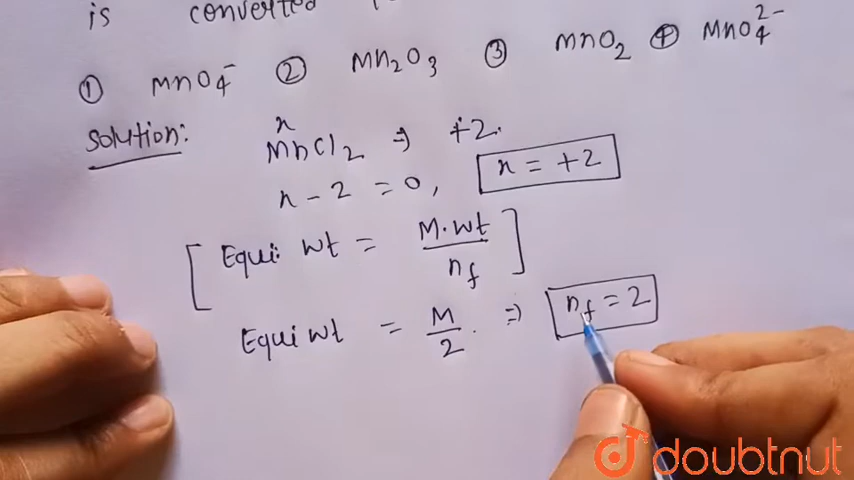 is converted
① MnO4⁻ ② Mn2O3 ③ MnO2 ④ MnO4²⁻
Solution: x
MnCl2 ⇒ +2.
x - 2 = 0, x = +2
[Equi: wt = M.wt / nf]
Equi wt = M / 2 . ⇒ nf = 2
doubtnut